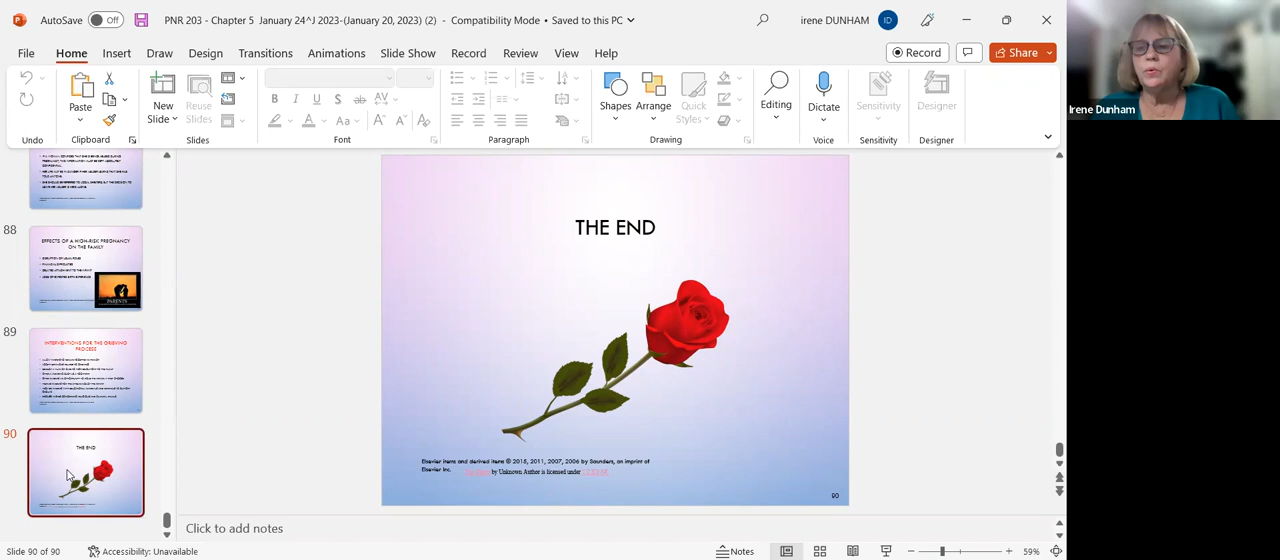 AutoSave Off PNR 203 - Chapter 5 January 24^J 2023-(January 20, 2023) (2) - Compatibility Mode • Saved to this PC irene DUNHAM ID
File Home Insert Draw Design Transitions Animations Slide Show Record Review View Help Record Share
Paste New Slide Reuse Slides Shapes Arrange Quick Styles Editing Dictate Sensitivity Designer
Undo Clipboard Slides Font Paragraph Drawing Voice Sensitivity Designer
Irene Dunham
88
EFFECTS OF A HIGH-RISK PREGNANCY
ON THE FAMILY
PARENTS
89
INTERVENTIONS FOR THE GRIEVING
PROCESS
90
THE END
THE END
Elsevier items and derived items © 2015, 2011, 2007, 2006 by Saunders, an imprint of
Elsevier Inc.
by Unknown Author is licensed under
90
Click to add notes
Slide 90 of 90 Accessibility: Unavailable Notes 59%